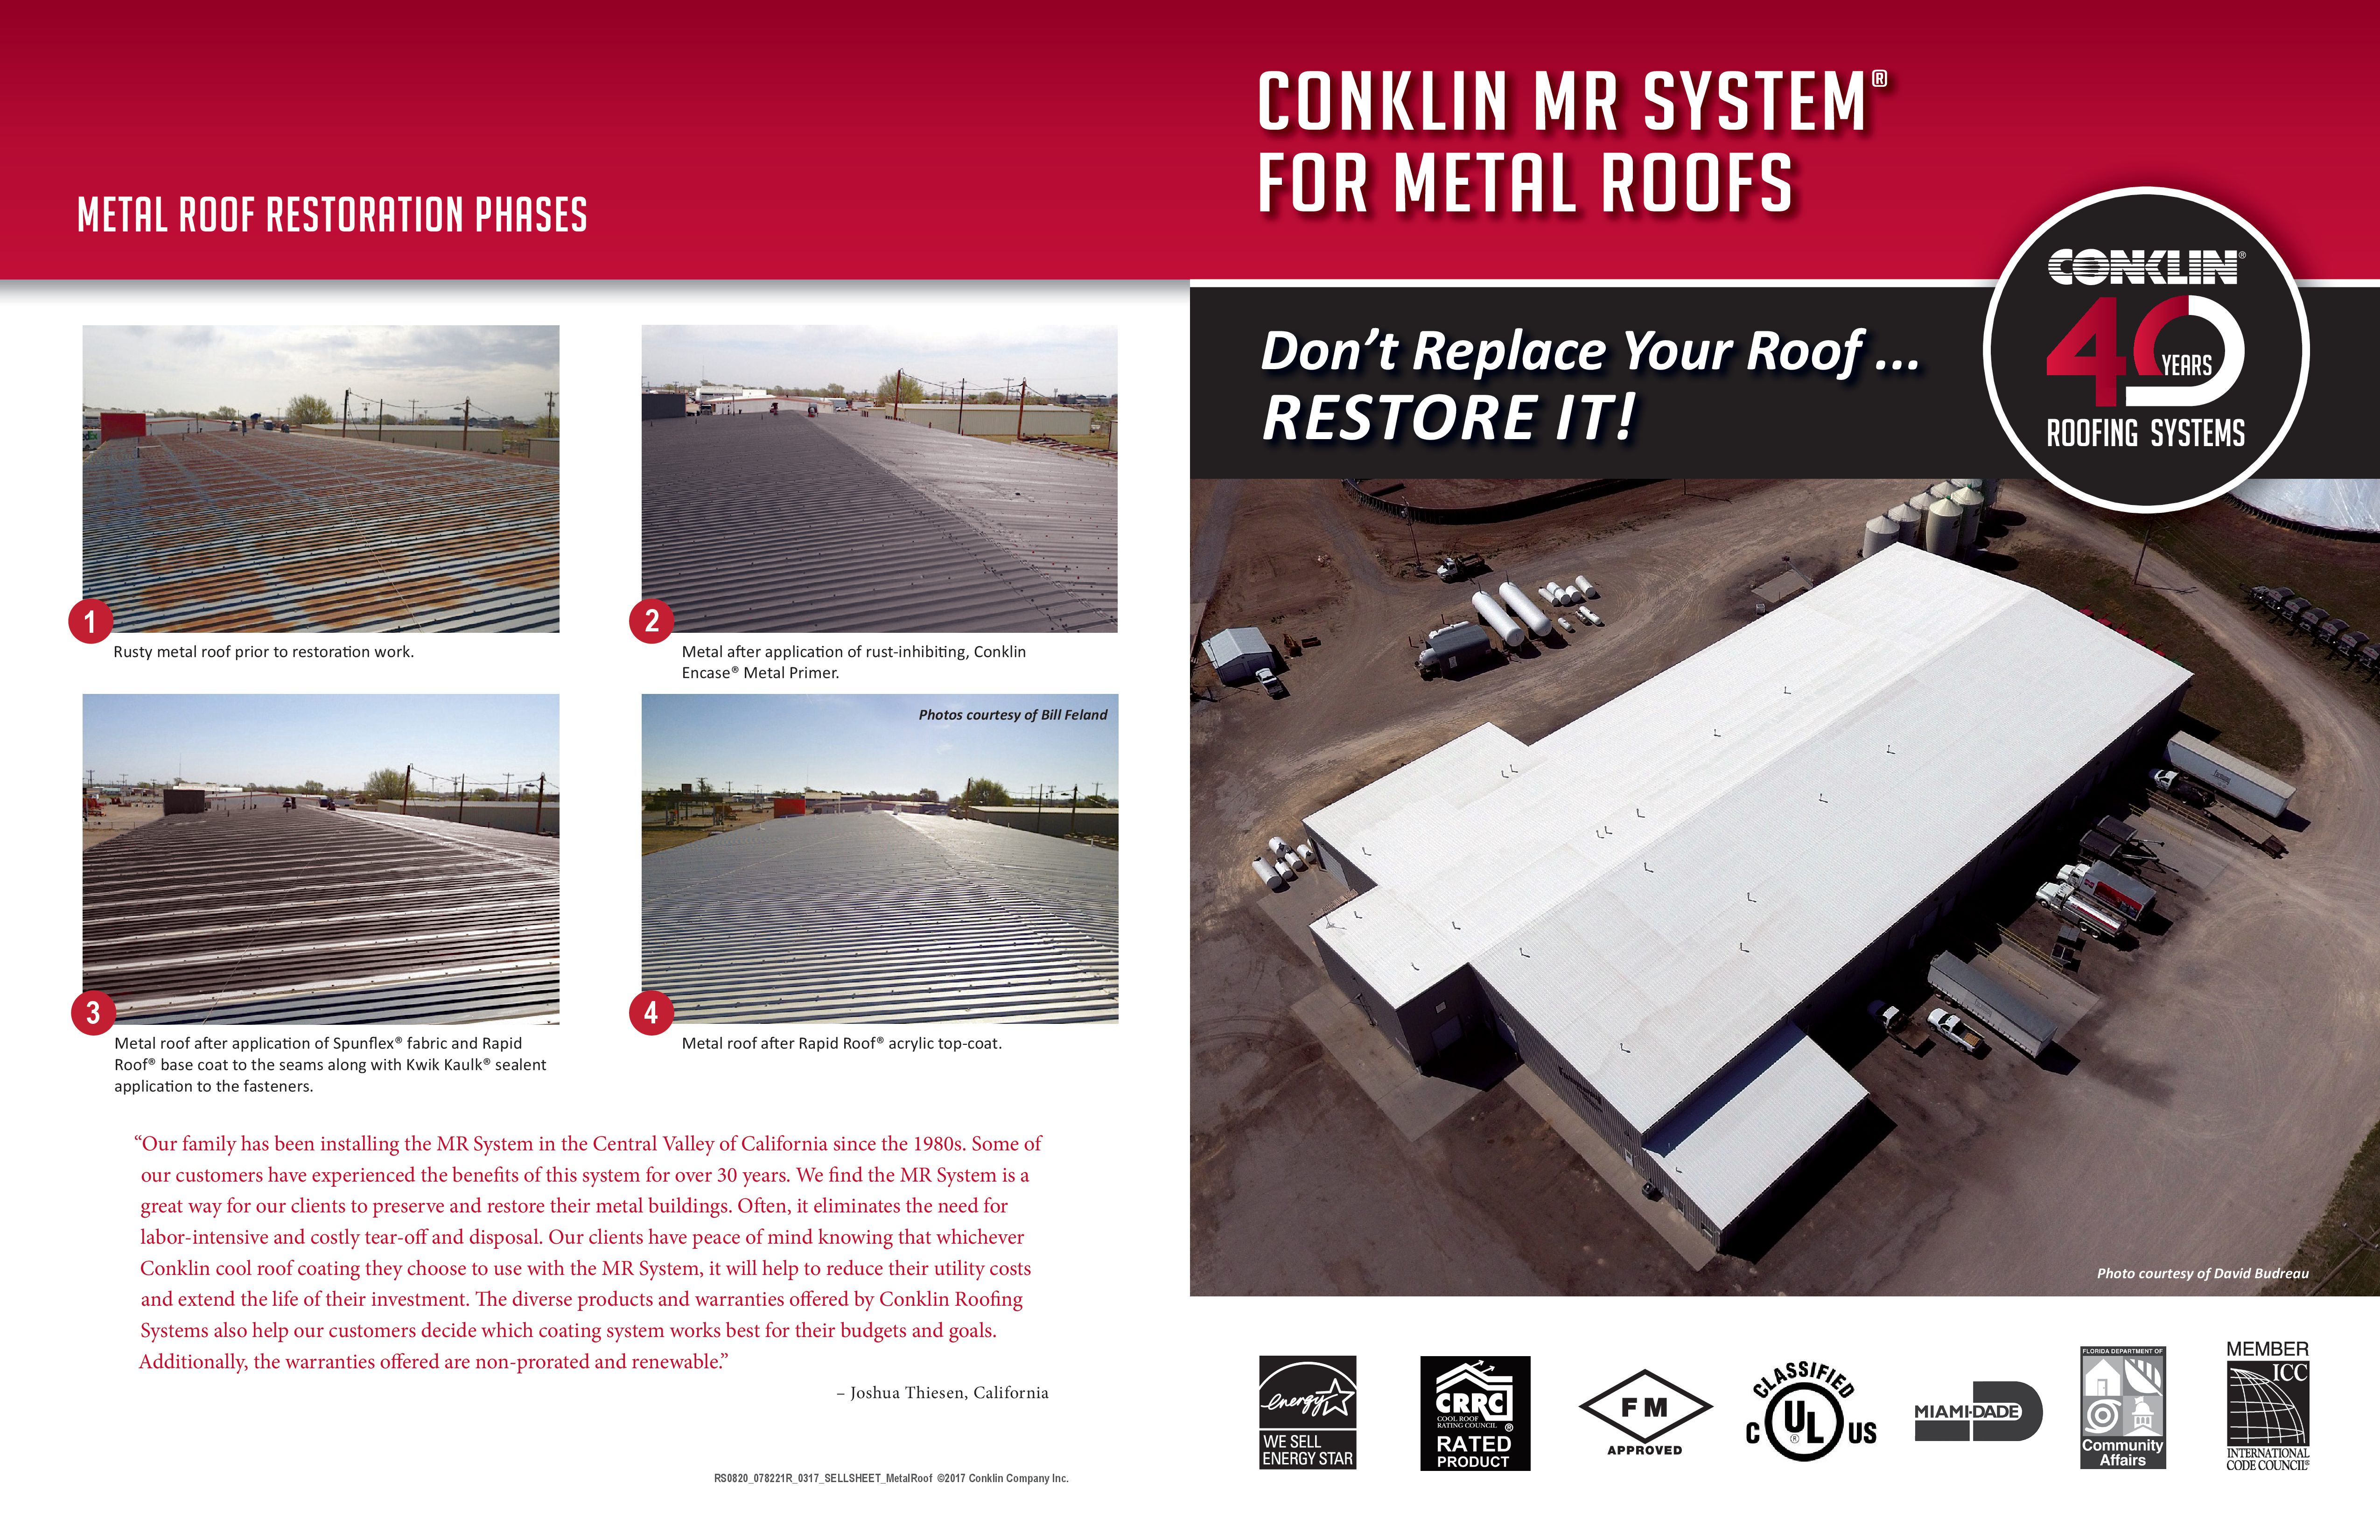 METAL ROOF RESTORATION PHASES
1
Rusty metal roof prior to restoration work.
2
Metal after application of rust-inhibiting, Conklin
Encase® Metal Primer.
3
Metal roof after application of Spunflex® fabric and Rapid
Roof® base coat to the seams along with Kwik Kaulk® sealent
application to the fasteners.
Photos courtesy of Bill Feland
4
Metal roof after Rapid Roof® acrylic top-coat.
“Our family has been installing the MR System in the Central Valley of California since the 1980s. Some of
our customers have experienced the benefits of this system for over 30 years. We find the MR System is a
great way for our clients to preserve and restore their metal buildings. Often, it eliminates the need for
labor-intensive and costly tear-off and disposal. Our clients have peace of mind knowing that whichever
Conklin cool roof coating they choose to use with the MR System, it will help to reduce their utility costs
and extend the life of their investment. The diverse products and warranties offered by Conklin Roofing
Systems also help our customers decide which coating system works best for their budgets and goals.
Additionally, the warranties offered are non-prorated and renewable.”
– Joshua Thiesen, California
RS0820_078221R_0317_SELLSHEET_MetalRoof ©2017 Conklin Company Inc.
CONKLIN MR SYSTEM®
FOR METAL ROOFS
Don’t Replace Your Roof ...
RESTORE IT!
CONKLIN®
40
YEARS
ROOFING SYSTEMS
Photo courtesy of David Budreau
energy
WE SELL
ENERGY STAR
CRRC
COOL ROOF
RATING COUNCIL ®
RATED
PRODUCT
FM
APPROVED
CLASSIFIED
C UL ® US
MIAMI-DADE
FLORIDA DEPARTMENT OF
Community
Affairs
MEMBER
ICC
INTERNATIONAL
CODE COUNCIL®